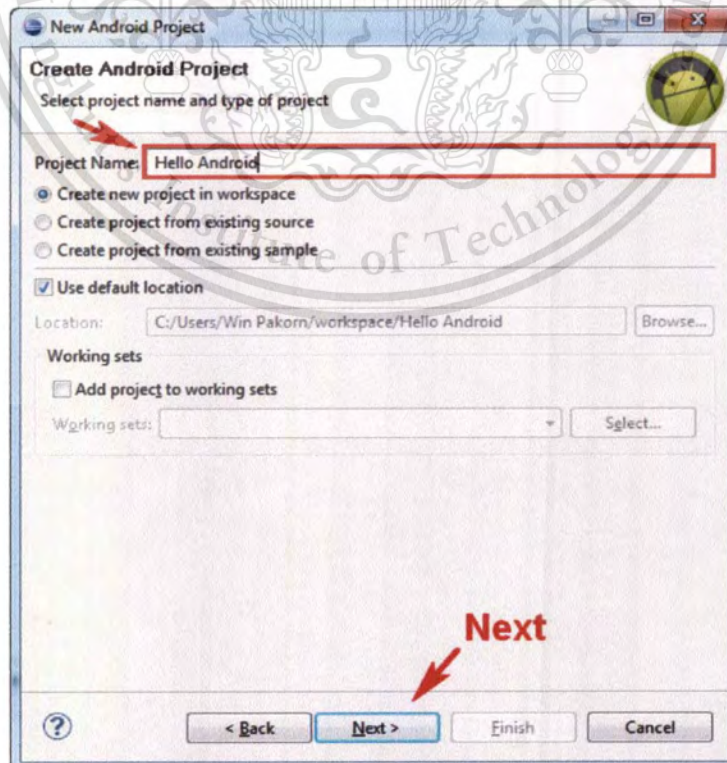 New Android Project
Create Android Project
Select project name and type of project
Project Name: Hello Android
Create new project in workspace
Create project from existing source
Create project from existing sample
Use default location
Location: C:/Users/Win Pakorn/workspace/Hello Android Browse...
Working sets
Add project to working sets
Working sets: Select...
Next
? < Back Next > Finish Cancel
Institute of Technology